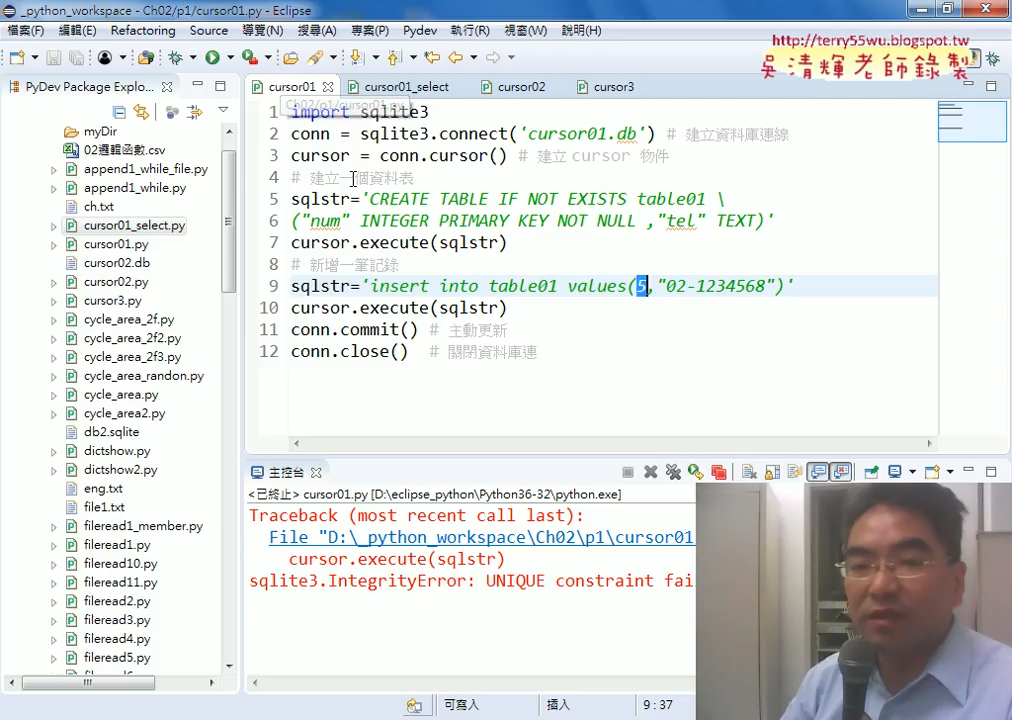 _python_workspace - Ch02/p1/cursor01.py - Eclipse
檔案(F) 編輯(E) Refactoring Source 導覽(N) 搜尋(A) 專案(P) Pydev 執行(R) 視窗(W) 說明(H)
http://terry55wu.blogspot.tw
吳清輝老師錄製
PyDev Package Explo...
cursor01 cursor01_select cursor02 cursor3
Ch02/p1/cursor01.py
myDir
02邏輯函數.csv
append1_while_file.py
append1_while.py
ch.txt
cursor01_select.py
cursor01.py
cursor02.db
cursor02.py
cursor3.py
cycle_area_2f.py
cycle_area_2f2.py
cycle_area_2f3.py
cycle_area_randon.py
cycle_area.py
cycle_area2.py
db2.sqlite
dictshow.py
dictshow2.py
eng.txt
file1.txt
fileread1_member.py
fileread1.py
fileread10.py
fileread11.py
fileread2.py
fileread3.py
fileread4.py
fileread5.py
1 import sqlite3
2 conn = sqlite3.connect('cursor01.db') # 建立資料庫連線
3 cursor = conn.cursor() # 建立 cursor 物件
4 # 建立一個資料表
5 sqlstr='CREATE TABLE IF NOT EXISTS table01 \
6 ("num" INTEGER PRIMARY KEY NOT NULL ,"tel" TEXT)'
7 cursor.execute(sqlstr)
8 # 新增一筆記錄
9 sqlstr='insert into table01 values(5,"02-1234568")'
10 cursor.execute(sqlstr)
11 conn.commit() # 主動更新
12 conn.close() # 關閉資料庫連
主控台
<已終止> cursor01.py [D:\eclipse_python\Python36-32\python.exe]
Traceback (most recent call last):
File "D:\_python_workspace\Ch02\p1\cursor01
cursor.execute(sqlstr)
sqlite3.IntegrityError: UNIQUE constraint fai
可寫入 插入 9 : 37